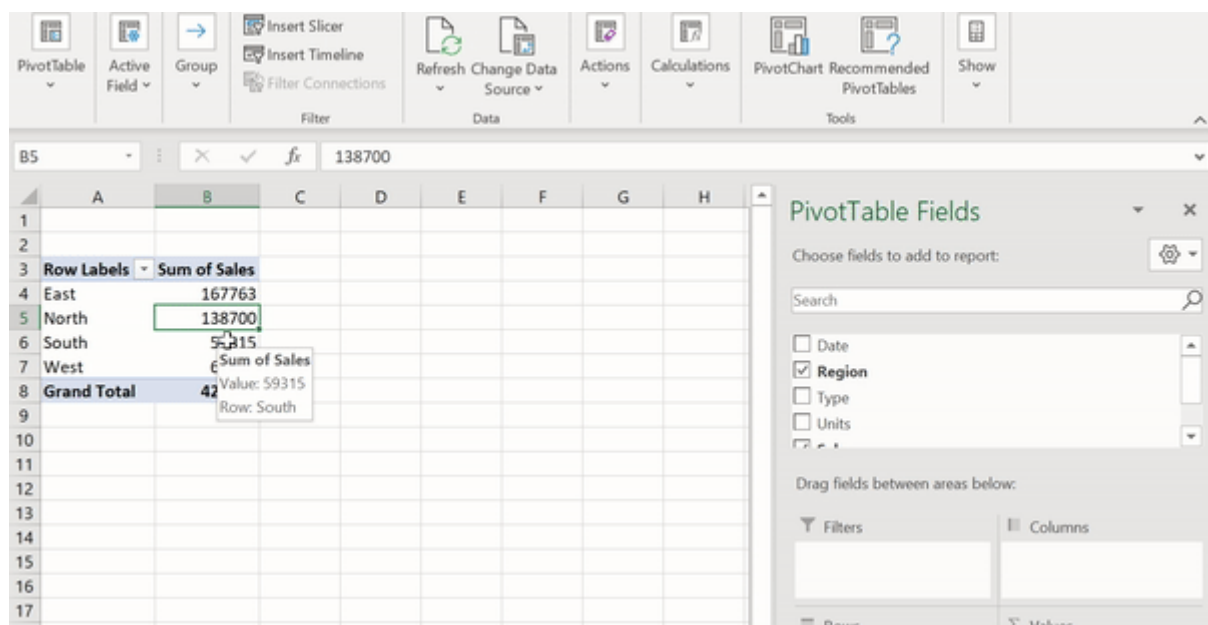 PivotTable
Active
Field
Group
Insert Slicer
Insert Timeline
Filter Connections
Filter
Refresh
Change Data
Source
Data
Actions
Calculations
PivotChart
Recommended
PivotTables
Tools
Show
B5
fx
138700
A B C D E F G H
1
2
3 Row Labels Sum of Sales
4 East 167763
5 North 138700
6 South
7 West
8 Grand Total
9
10
11
12
13
14
15
16
17
Sum of Sales
Value: 59315
Row: South
PivotTable Fields
Choose fields to add to report:
Search
Date
Region
Type
Units
Drag fields between areas below:
Filters
Columns